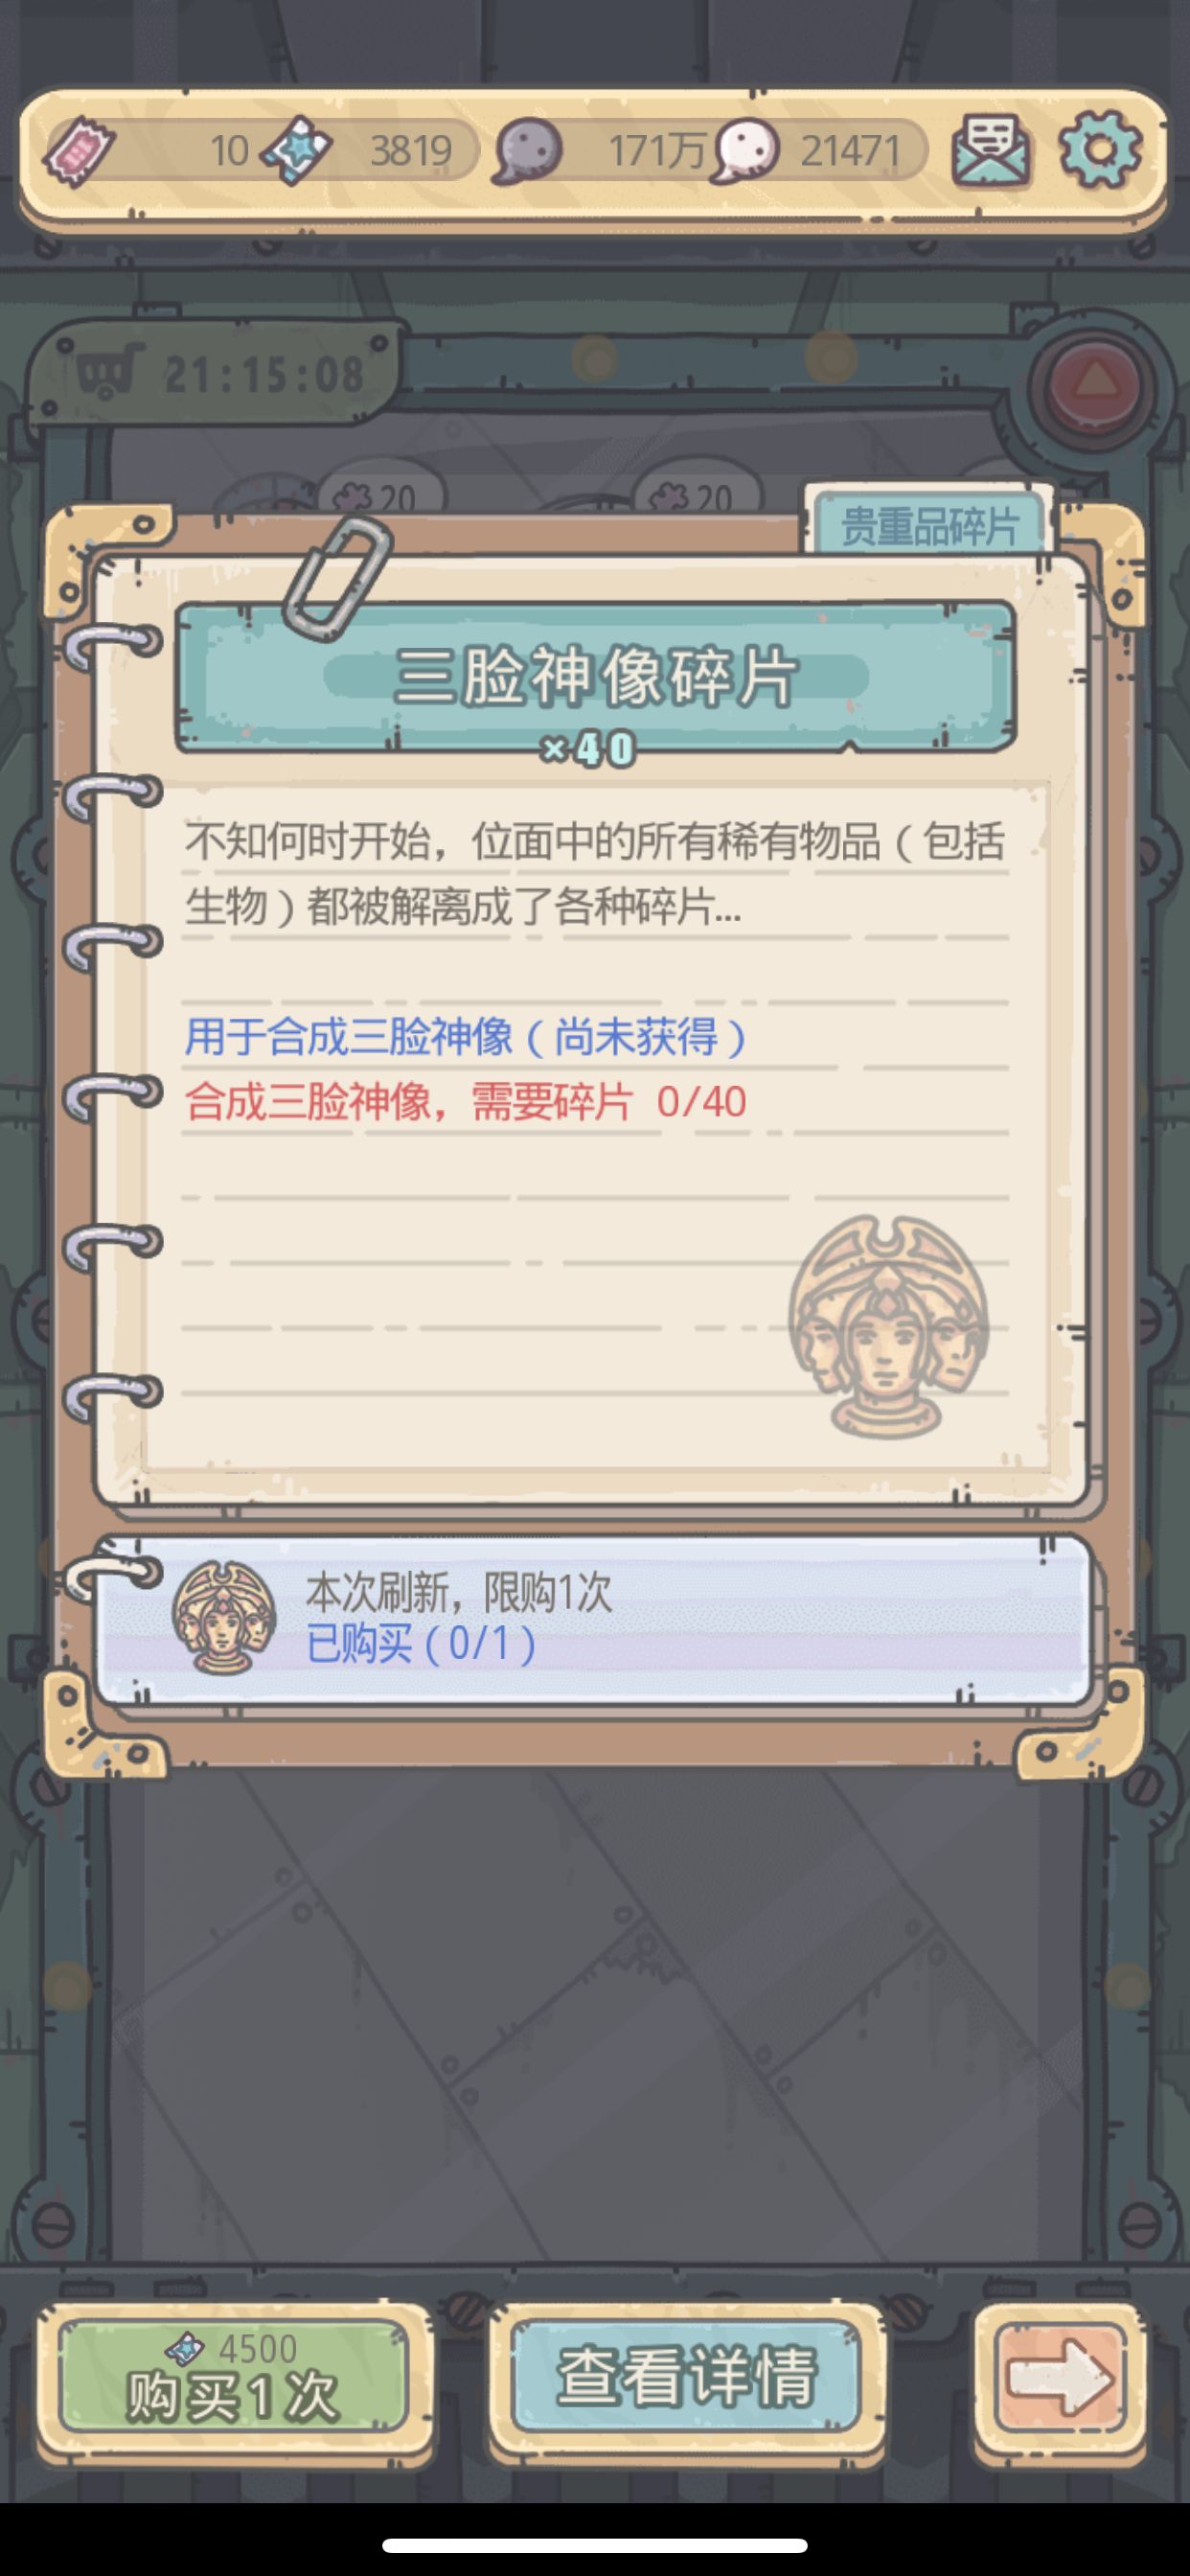 10 3819 171万 21471
21:15:08
20 20
贵重品碎片
三脸神像碎片
×40
不知何时开始，位面中的所有稀有物品（包括
生物）都被解离成了各种碎片...
用于合成三脸神像（尚未获得）
合成三脸神像，需要碎片 0/40
本次刷新，限购1次
已购买（0/1）
4500
购买1次
查看详情